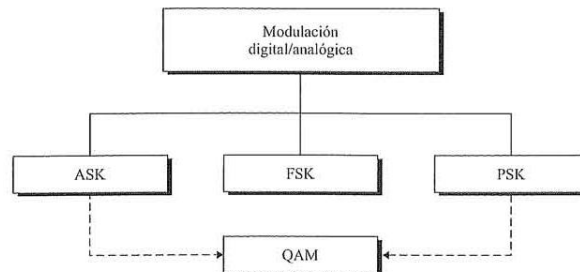 Modulación
digital/analógica
ASK
FSK
PSK
QAM